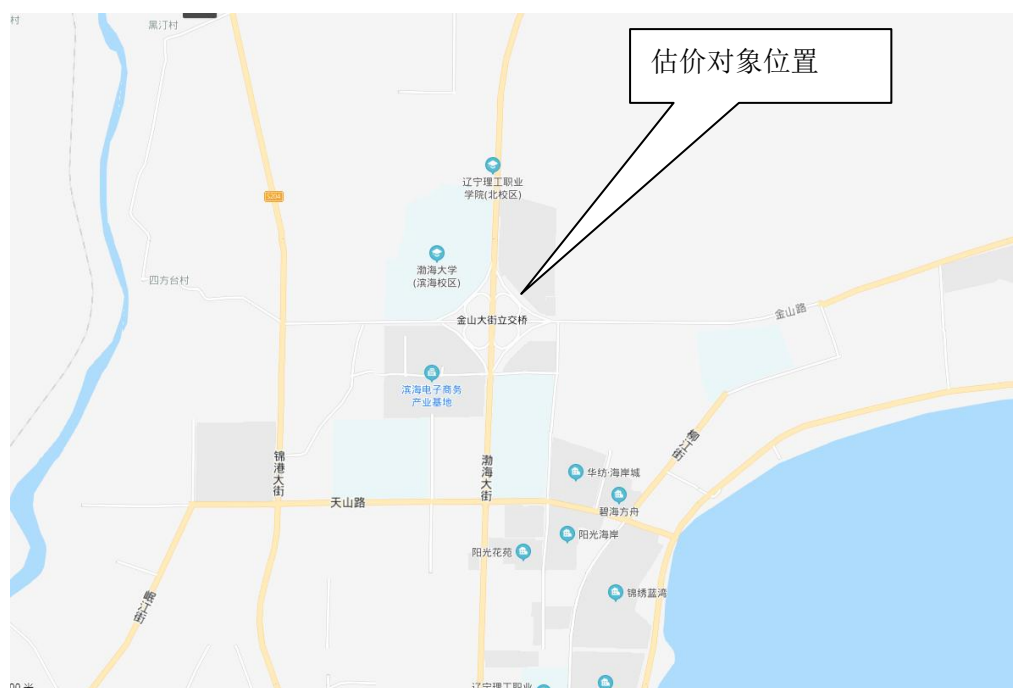 村
黑汀村
估价对象位置
辽宁理工职业
学院(北校区)
渤海大学
(滨海校区)
四方台村
金山大街立交桥
金山路
滨海电子商务
产业基地
柳江街
锦港大街
渤海大街
华纺·海岸城
天山路
碧海方舟
阳光海岸
阳光花苑
锦绣蓝湾
岷江街
辽宁理工职业